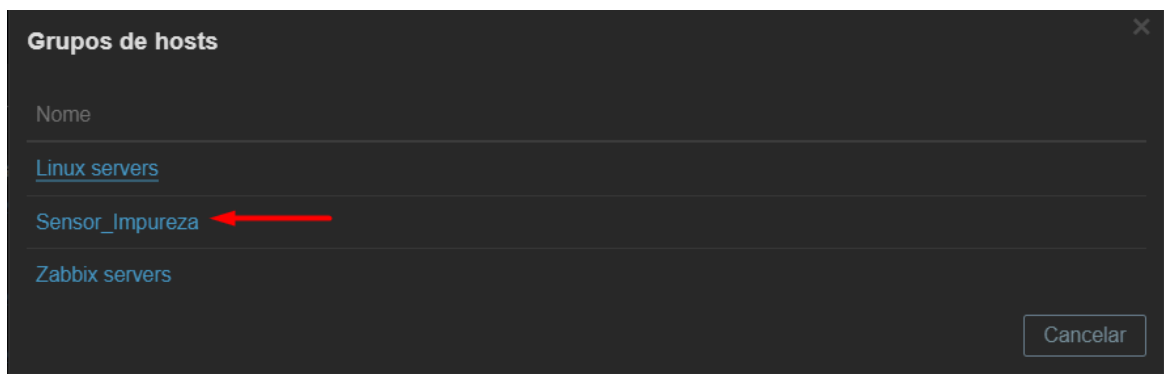 Grupos de hosts
Nome
Linux servers
Sensor_Impureza
Zabbix servers
Cancelar